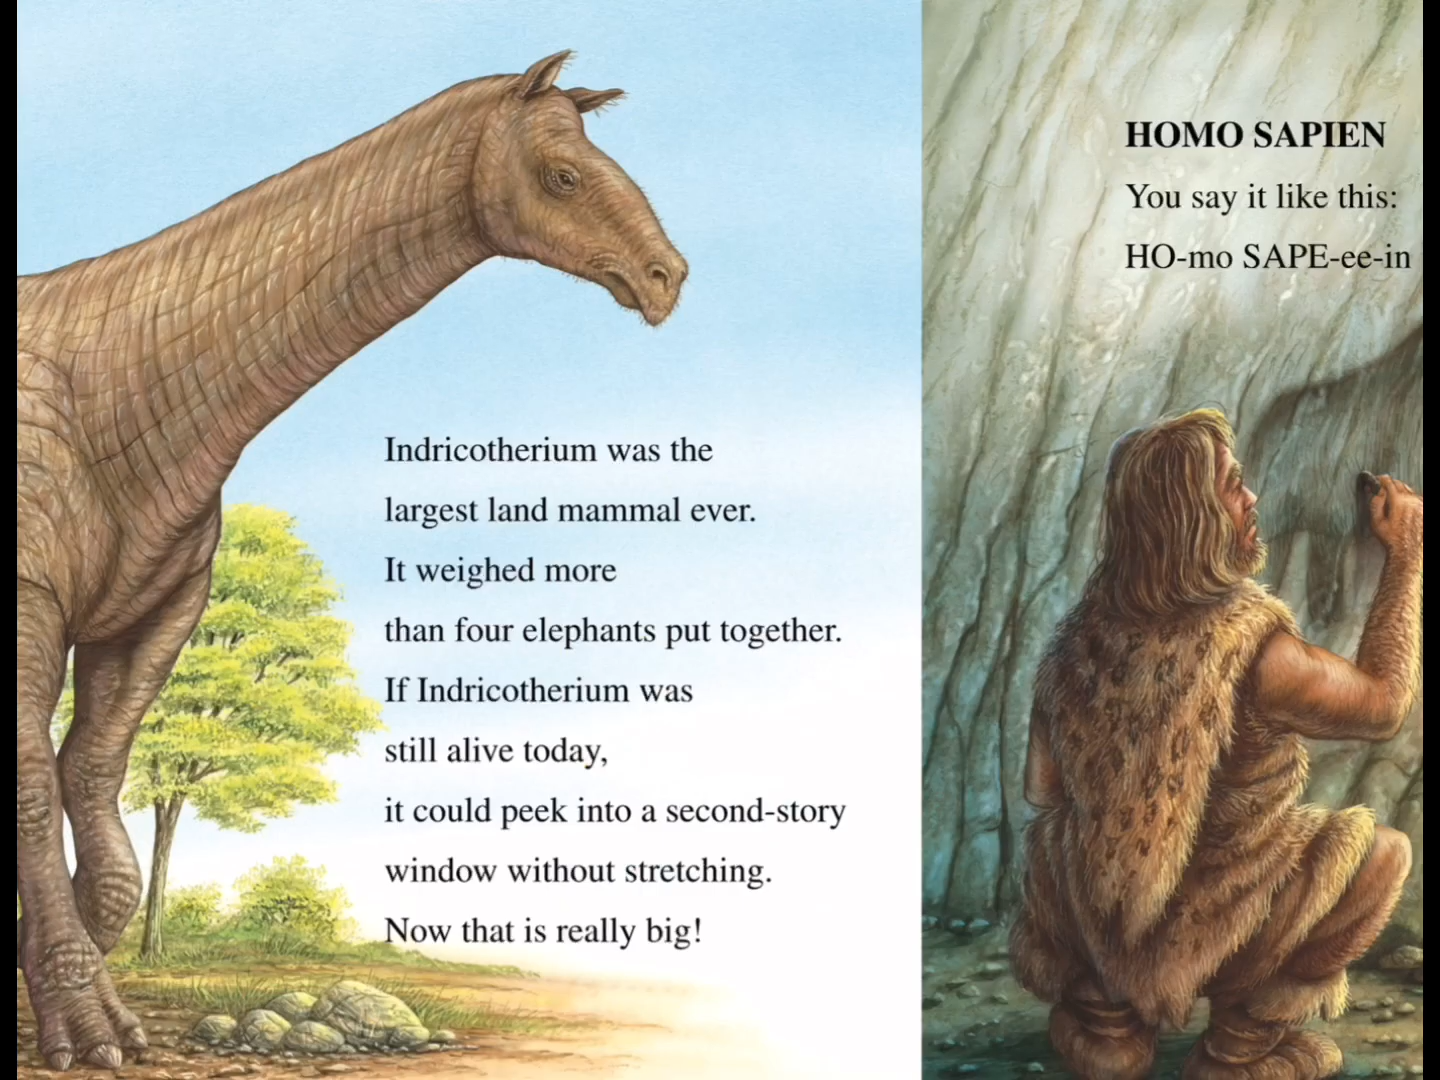 Indricotherium was the
largest land mammal ever.
It weighed more
than four elephants put together.
If Indricotherium was
still alive today,
it could peek into a second-story
window without stretching.
Now that is really big!
HOMO SAPIEN
You say it like this:
HO-mo SAPE-ee-in